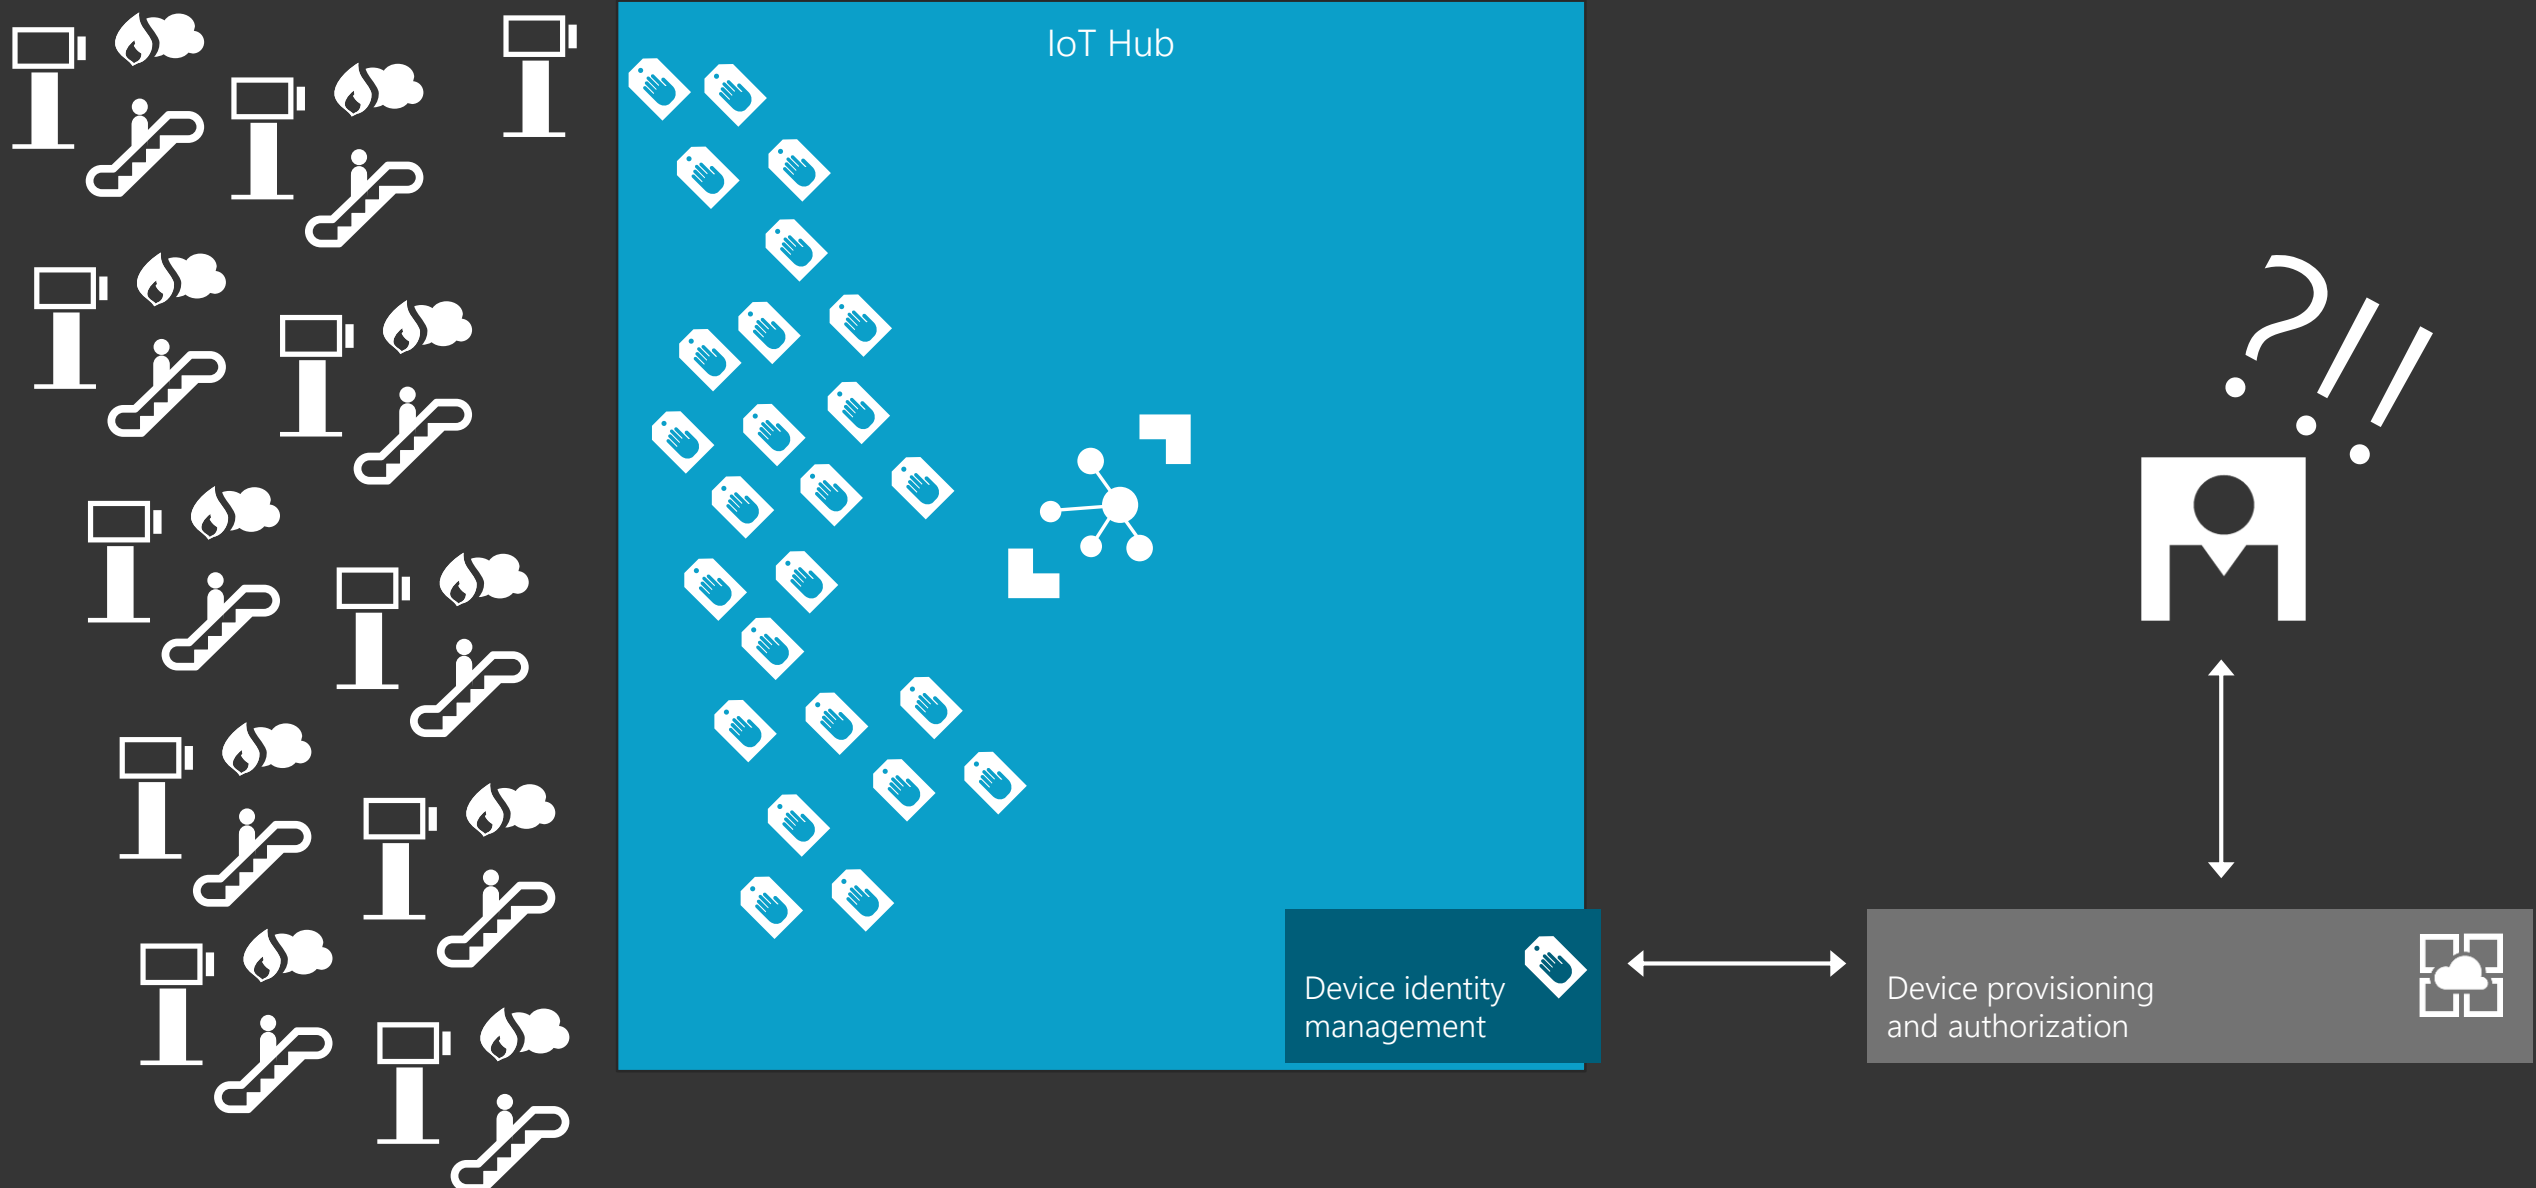 IoT Hub
?!!
Device identity
management
Device provisioning
and authorization